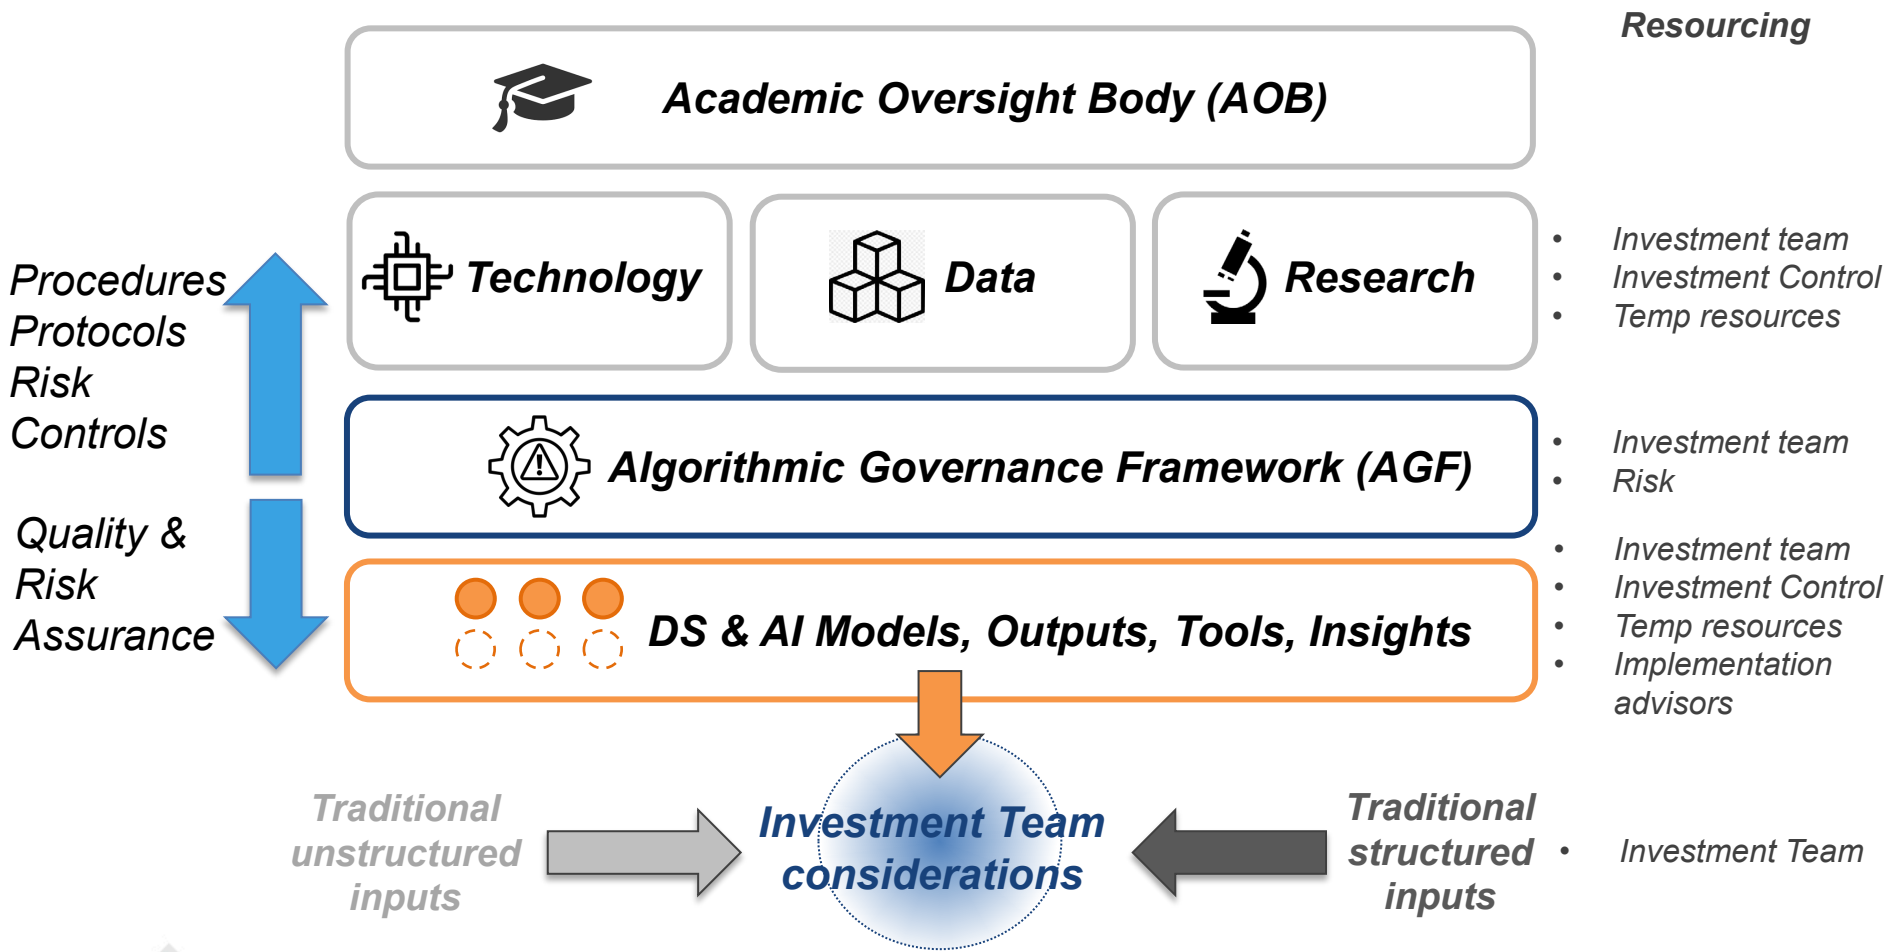 Resourcing
Academic Oversight Body (AOB)
Technology
Data
Research
• Investment team
• Investment Control
• Temp resources
Procedures
Protocols
Risk
Controls
Algorithmic Governance Framework (AGF)
• Investment team
• Risk
Quality &
Risk
Assurance
DS & AI Models, Outputs, Tools, Insights
• Investment team
• Investment Control
• Temp resources
• Implementation
advisors
Traditional
unstructured
inputs
Investment Team
considerations
Traditional
structured
inputs
• Investment Team